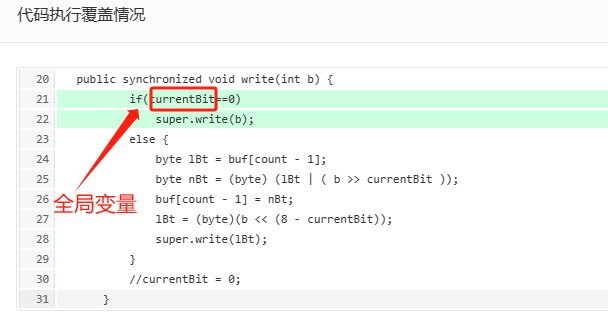 代码执行覆盖情况
20 public synchronized void write(int b) {
21 if(currentBit==0)
22 super.write(b);
23 else {
24 byte lBt = buf[count - 1];
25 byte nBt = (byte) (lBt | ( b >> currentBit ));
26 buf[count - 1] = nBt;
27 lBt = (byte)(b << (8 - currentBit));
28 super.write(lBt);
29 }
30 //currentBit = 0;
31 }
全局变量